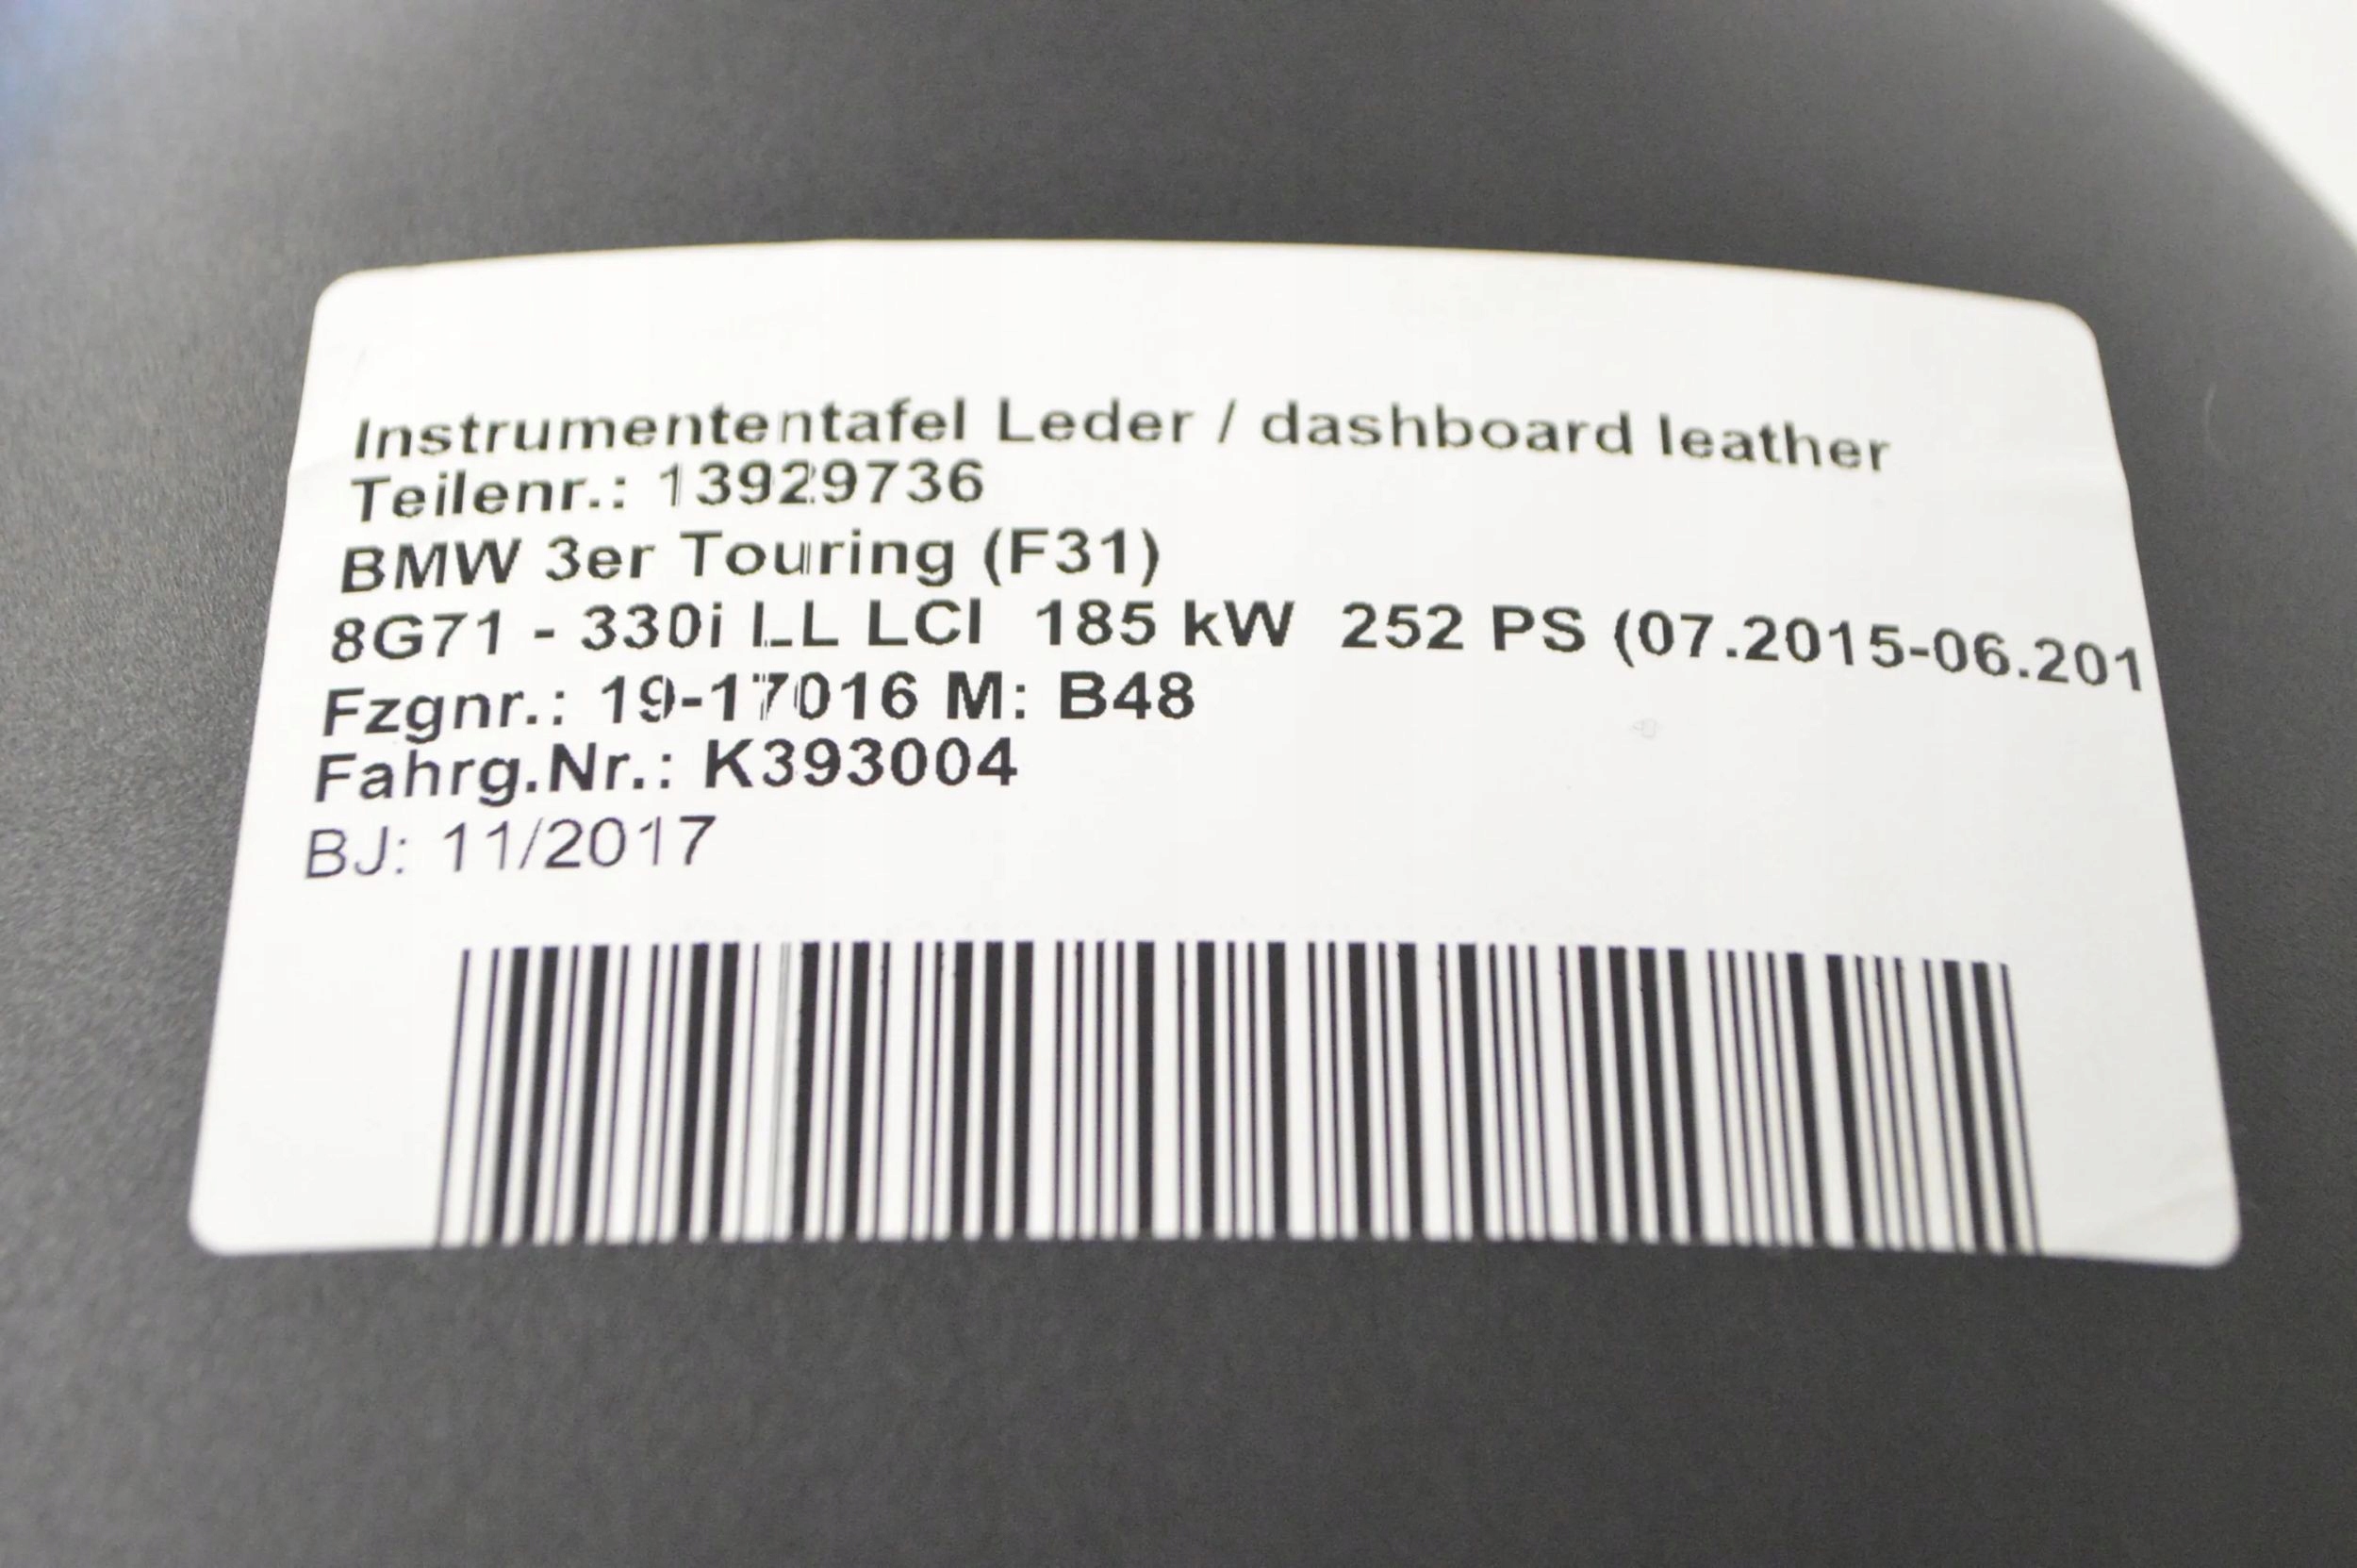 Instrumententafel Leder / dashboard leather
Teilenr.: 13929736
BMW 3er Touring (F31)
8G71 - 330i LL LCI 185 kW 252 PS (07.2015-06.201
Fzgnr.: 19-17016 M: B48
Fahrg.Nr.: K393004
BJ: 11/2017